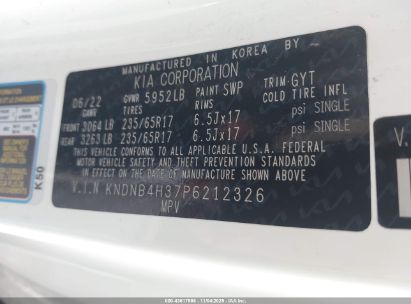 MANUFACTURED IN KOREA BY
KIA CORPORATION
06/22 GVWR 5952LB PAINT SWP TRIM:GYT
GAWR TIRES RIMS COLD TIRE INFL
FRONT 3064LB 235/65R17 6.5Jx17 psi SINGLE
REAR 3263LB 235/65R17 6.5Jx17 psi SINGLE
THIS VEHICLE CONFORMS TO ALL APPLICABLE U.S.A. FEDERAL
MOTOR VEHICLE SAFETY AND THEFT PREVENTION STANDARDS
IN EFFECT ON THE DATE OF MANUFACTURE SHOWN ABOVE
V.I.N KNDNB4H37P6212326
MPV
K50
V.